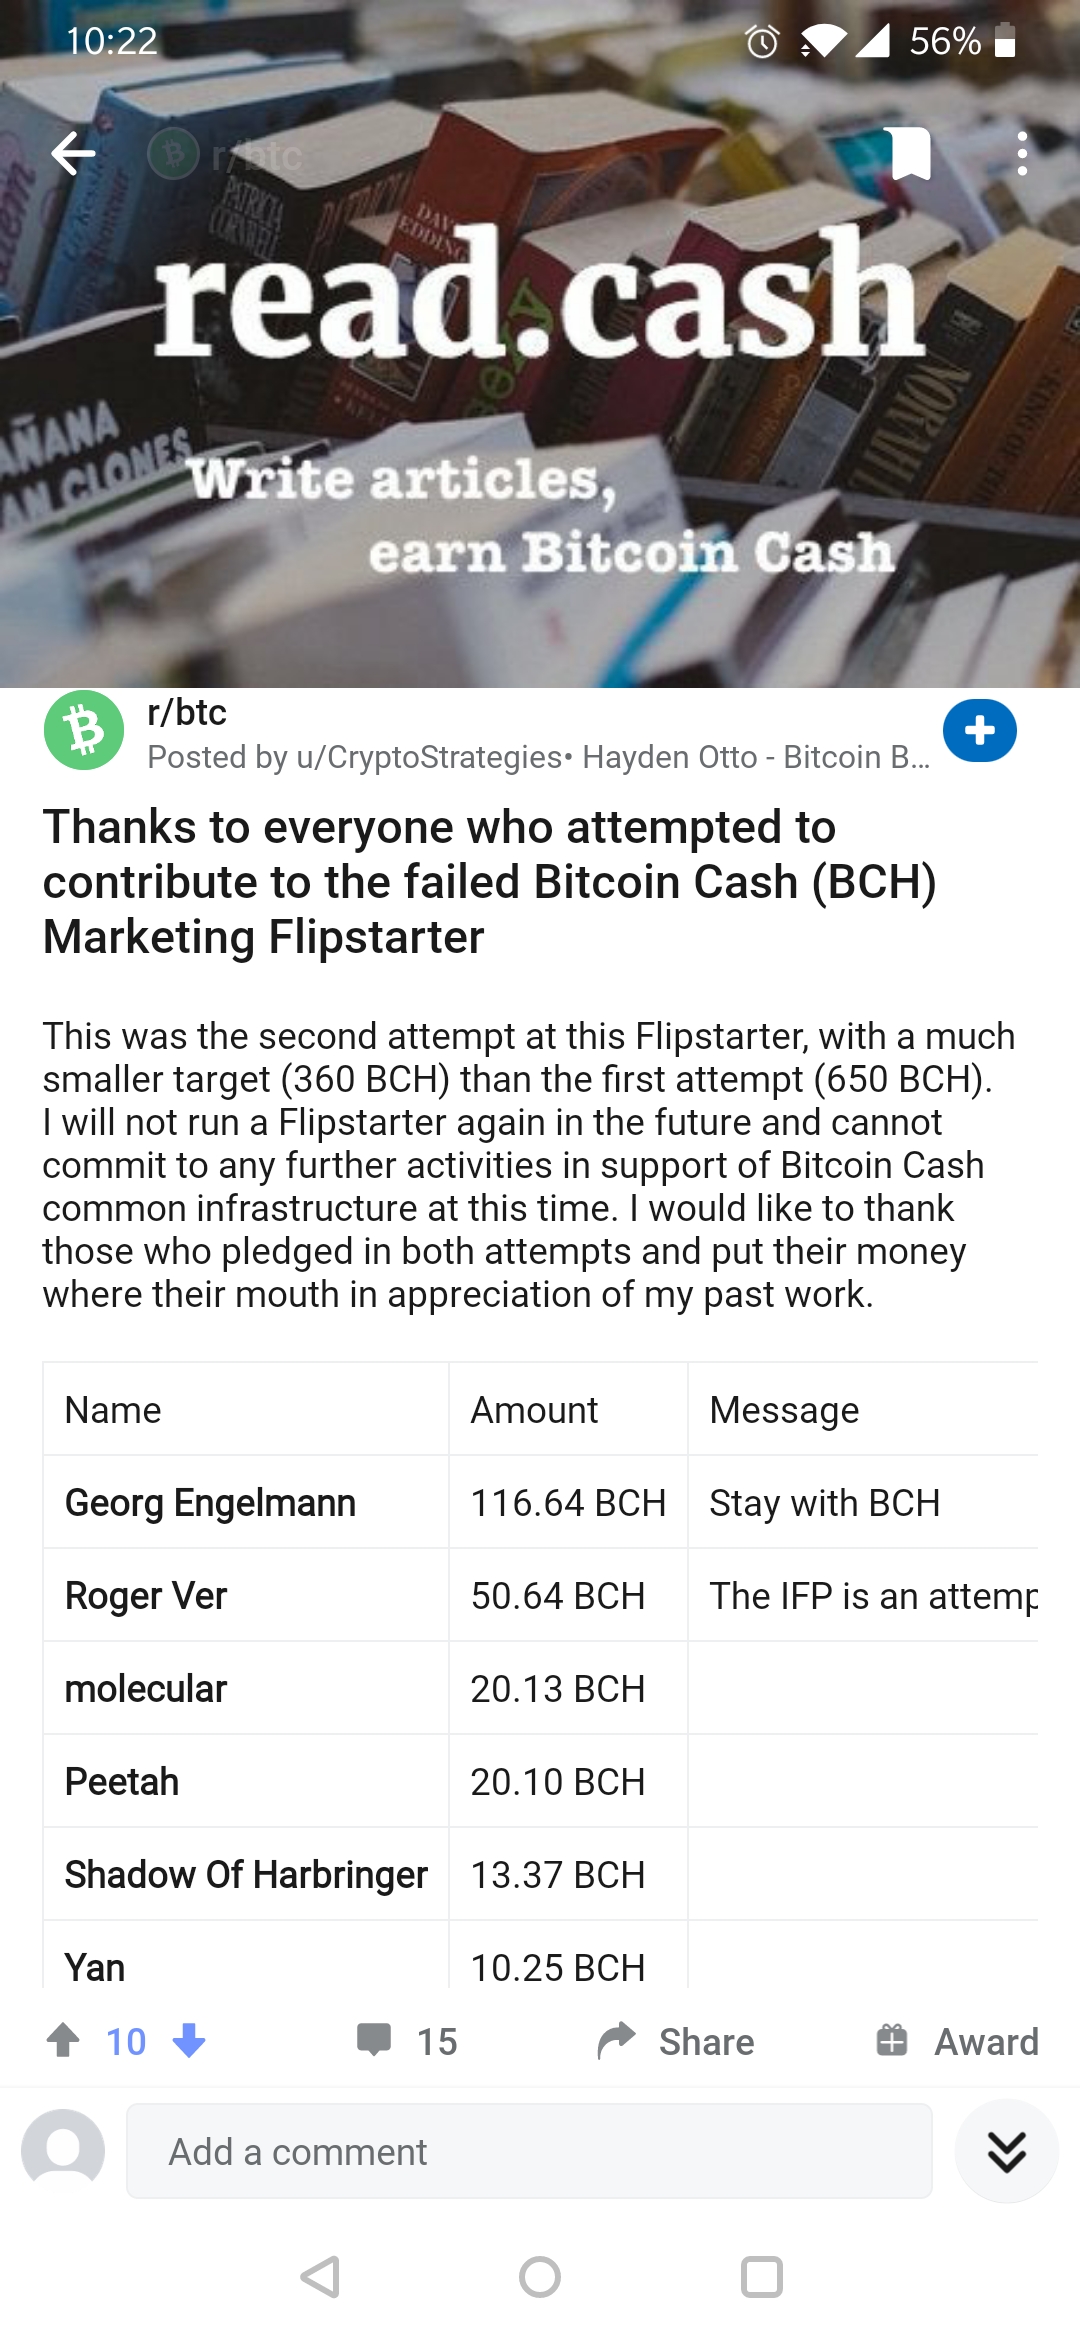 10:22
56%
r/btc
PATRICIA
CORNWELL
read.cash
AÑANA
AN CLONES
Write articles,
earn Bitcoin Cash
r/btc
Posted by u/CryptoStrategies• Hayden Otto - Bitcoin B...
Thanks to everyone who attempted to
contribute to the failed Bitcoin Cash (BCH)
Marketing Flipstarter
This was the second attempt at this Flipstarter, with a much
smaller target (360 BCH) than the first attempt (650 BCH).
I will not run a Flipstarter again in the future and cannot
commit to any further activities in support of Bitcoin Cash
common infrastructure at this time. I would like to thank
those who pledged in both attempts and put their money
where their mouth in appreciation of my past work.
Name Amount Message
Georg Engelmann 116.64 BCH Stay with BCH
Roger Ver 50.64 BCH The IFP is an attemp
molecular 20.13 BCH
Peetah 20.10 BCH
Shadow Of Harbringer 13.37 BCH
Yan 10.25 BCH
10 15 Share Award
Add a comment